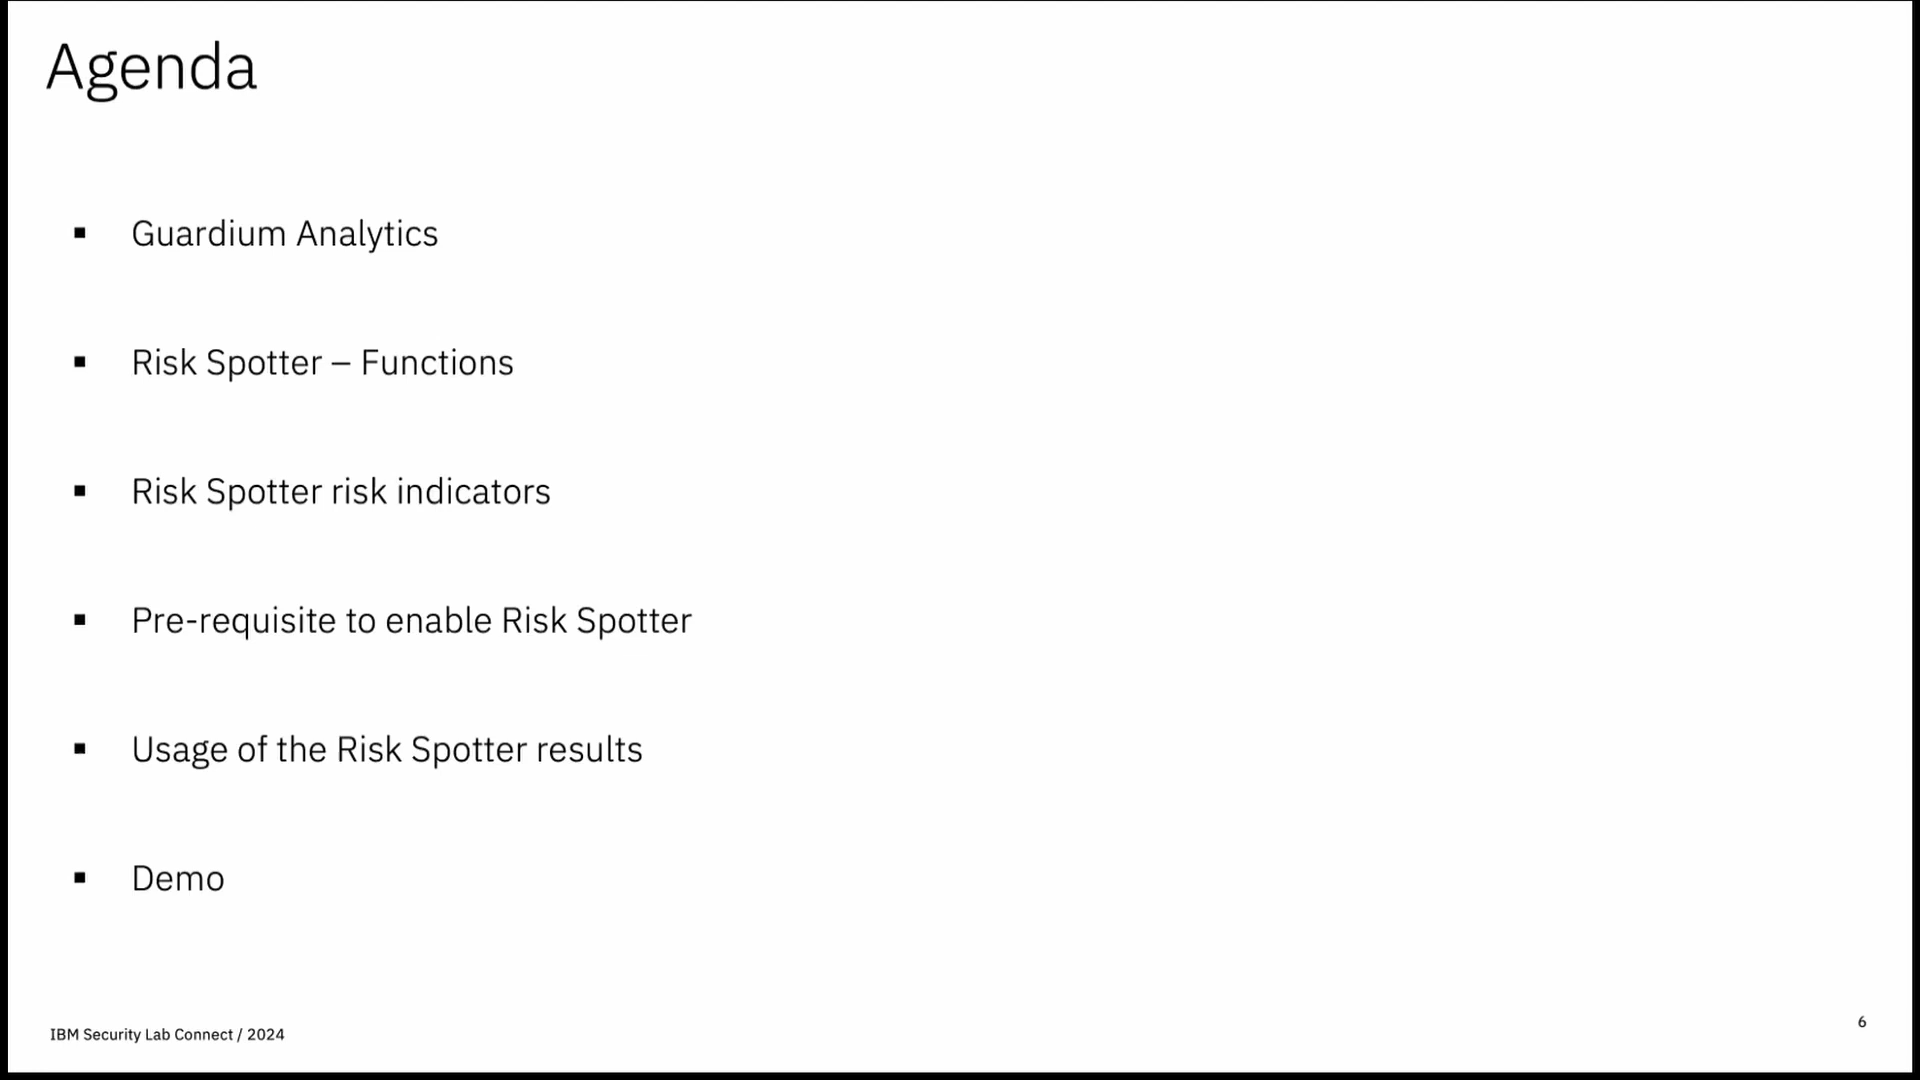 Agenda
▪ Guardium Analytics
▪ Risk Spotter – Functions
▪ Risk Spotter risk indicators
▪ Pre-requisite to enable Risk Spotter
▪ Usage of the Risk Spotter results
▪ Demo
IBM Security Lab Connect / 2024
6